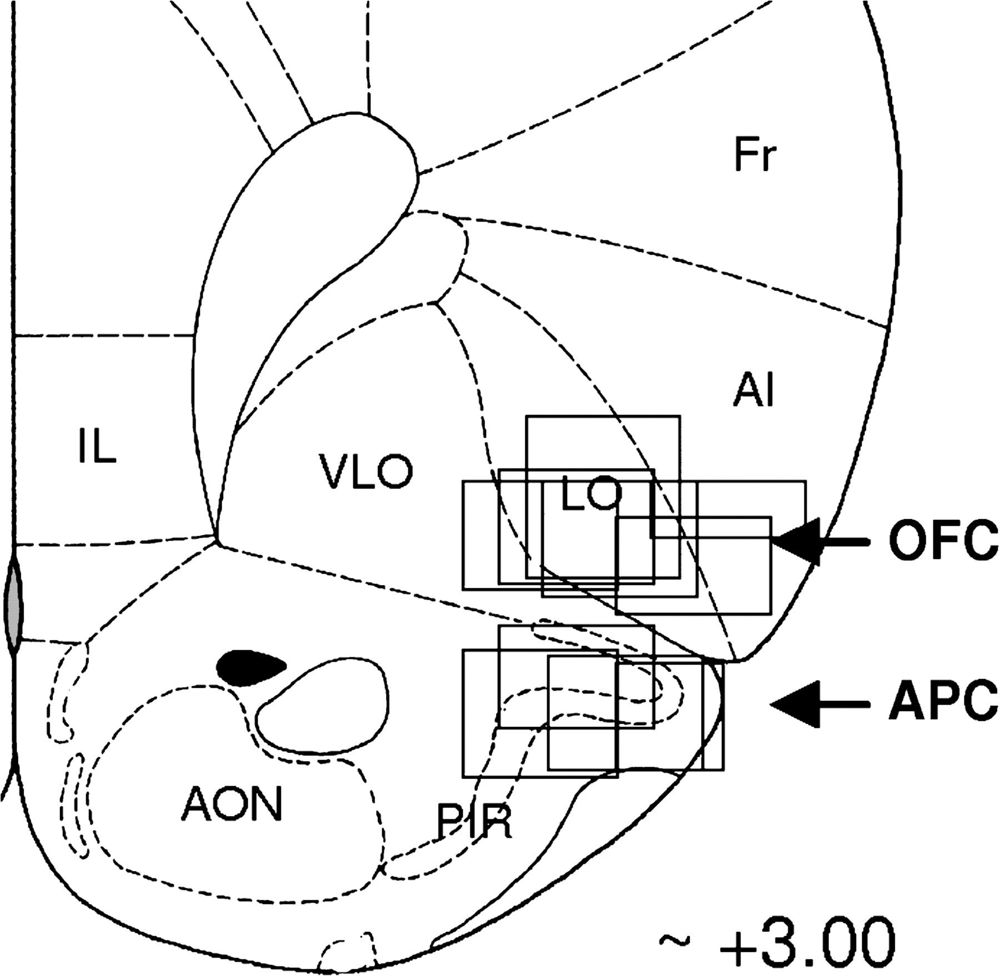 Fr
AI
IL
VLO
LO
OFC
APC
AON
PIR
~ +3.00